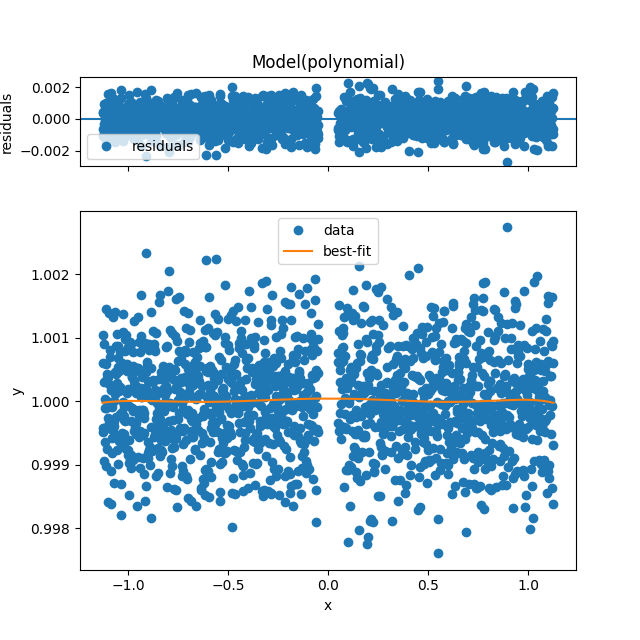 Model(polynomial)
residuals
0.002
0.000
−0.002
residuals
data
best-fit
y
1.002
1.001
1.000
0.999
0.998
−1.0
−0.5
0.0
0.5
1.0
x